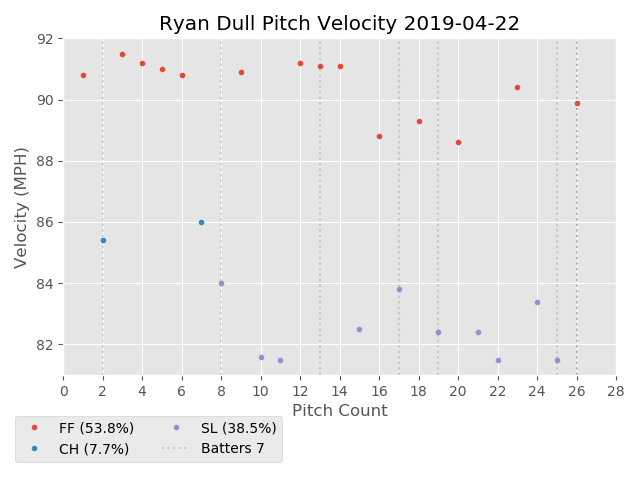 Ryan Dull Pitch Velocity 2019-04-22
92
90
88
86
84
82
Velocity (MPH)
0 2 4 6 8 10 12 14 16 18 20 22 24 26 28
Pitch Count
FF (53.8%) SL (38.5%)
CH (7.7%) Batters 7